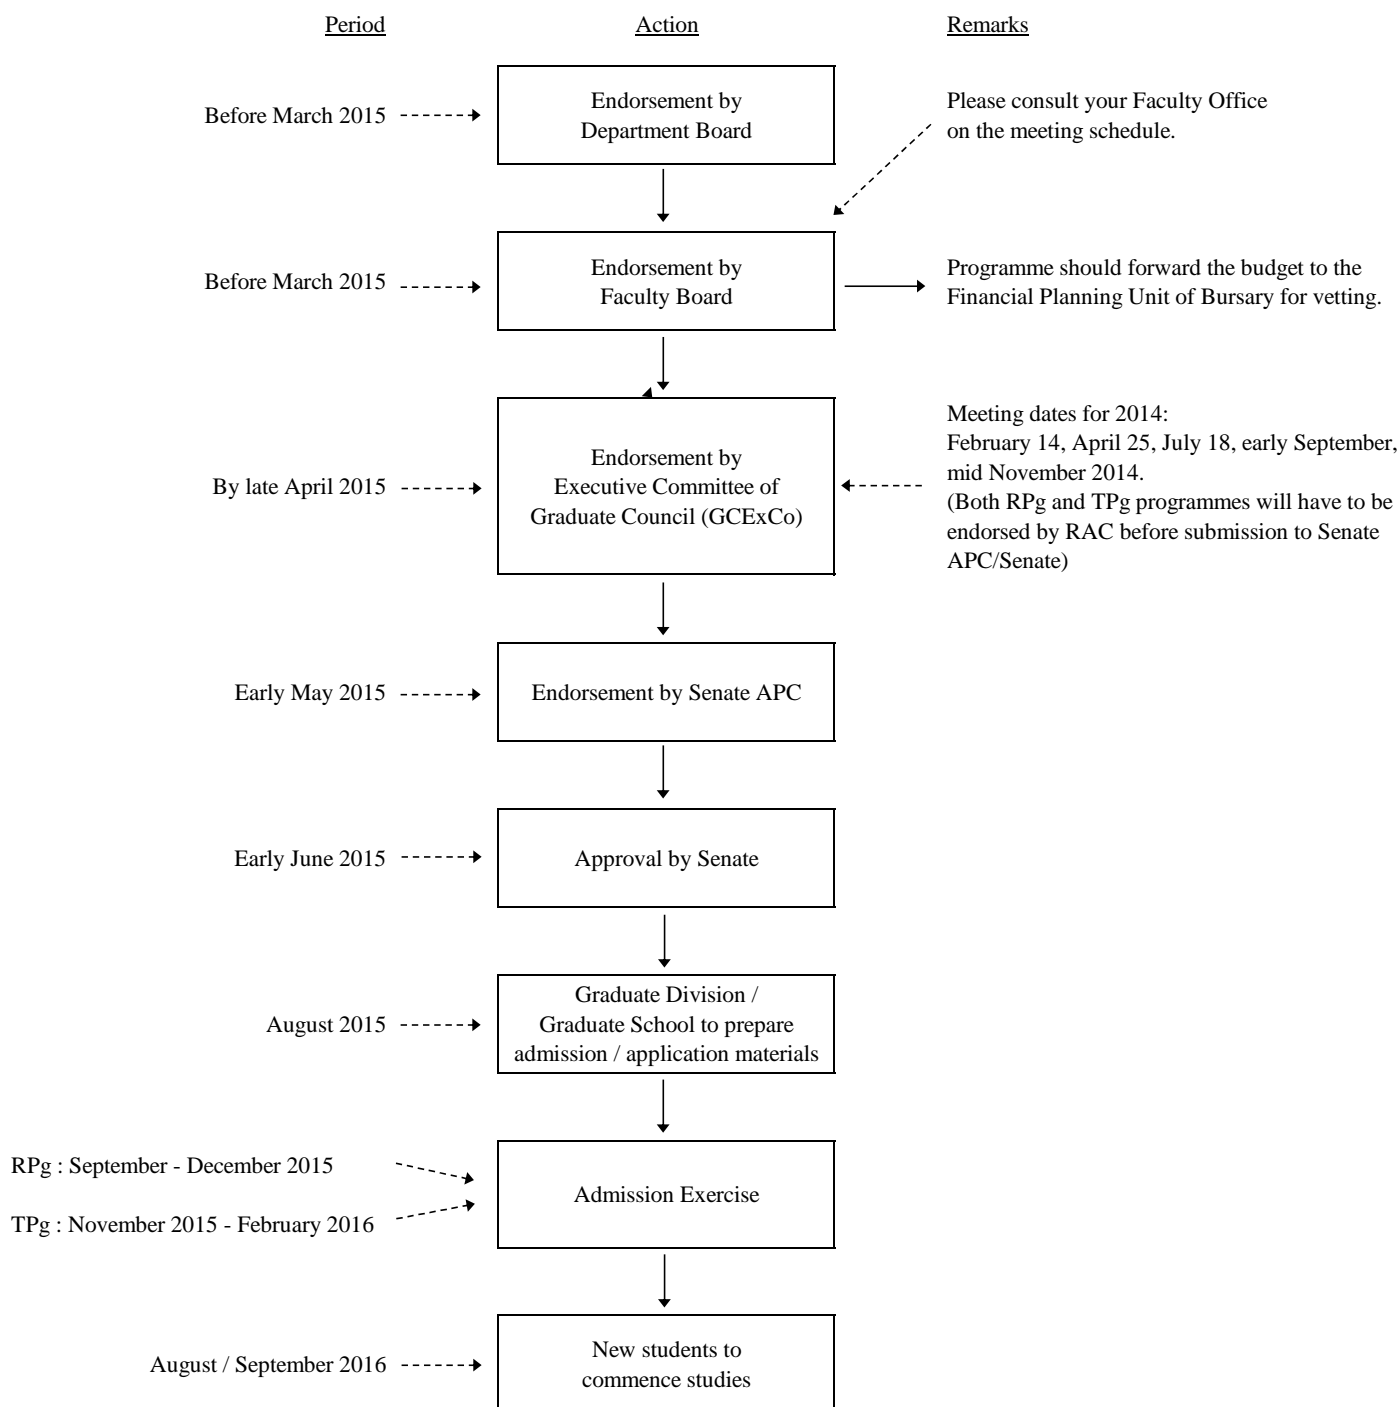 Period Action Remarks
Before March 2015
Endorsement by
Department Board
Please consult your Faculty Office
on the meeting schedule.
Before March 2015
Endorsement by
Faculty Board
Programme should forward the budget to the
Financial Planning Unit of Bursary for vetting.
By late April 2015
Endorsement by
Executive Committee of
Graduate Council (GCExCo)
Meeting dates for 2014:
February 14, April 25, July 18, early September,
mid November 2014.
(Both RPg and TPg programmes will have to be
endorsed by RAC before submission to Senate
APC/Senate)
Early May 2015
Endorsement by Senate APC
Early June 2015
Approval by Senate
August 2015
Graduate Division /
Graduate School to prepare
admission / application materials
RPg : September - December 2015
TPg : November 2015 - February 2016
Admission Exercise
August / September 2016
New students to
commence studies